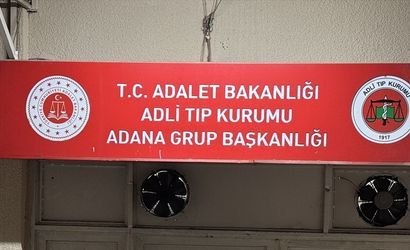 T.C. ADALET BAKANLIĞI
ADLİ TIP KURUMU
ADANA GRUP BAŞKANLIĞI
ADLİ TIP KURUMU
1917